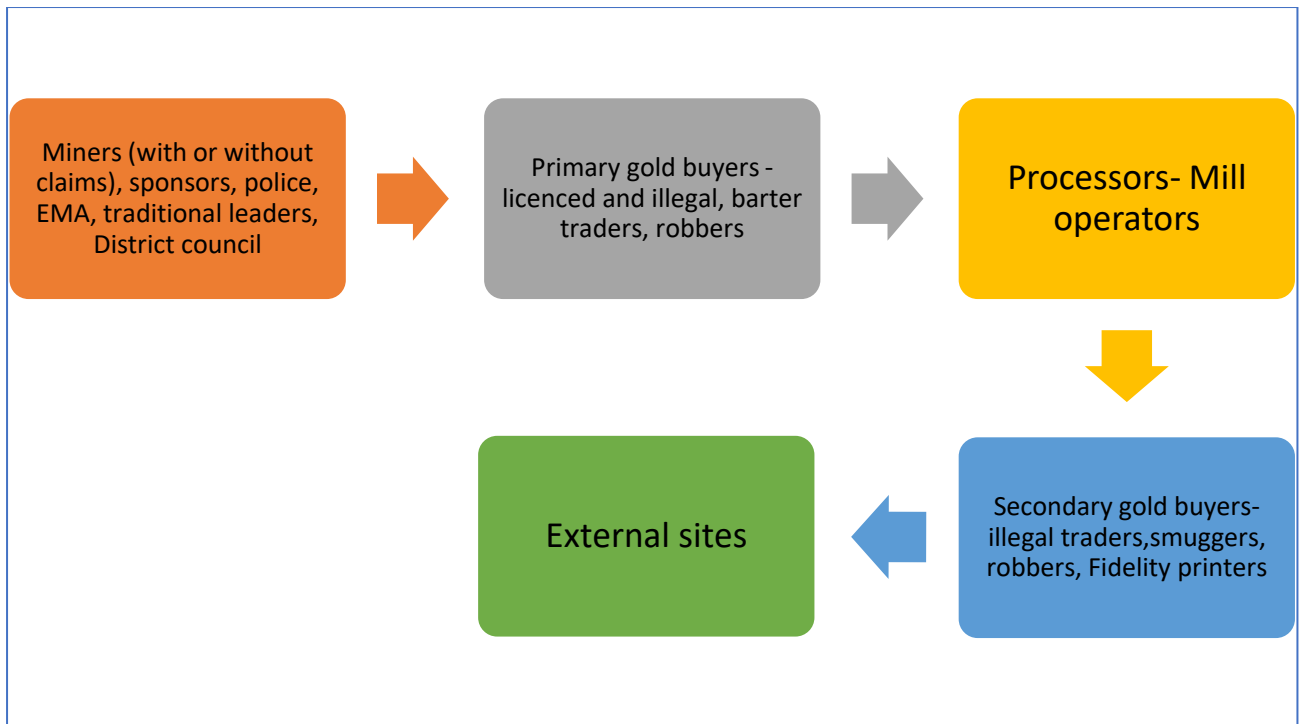 Miners (with or without
claims), sponsors, police,
EMA, traditional leaders,
District council
Primary gold buyers -
licenced and illegal, barter
traders, robbers
Processors- Mill
operators
External sites
Secondary gold buyers-
illegal traders,smuggers,
robbers, Fidelity printers